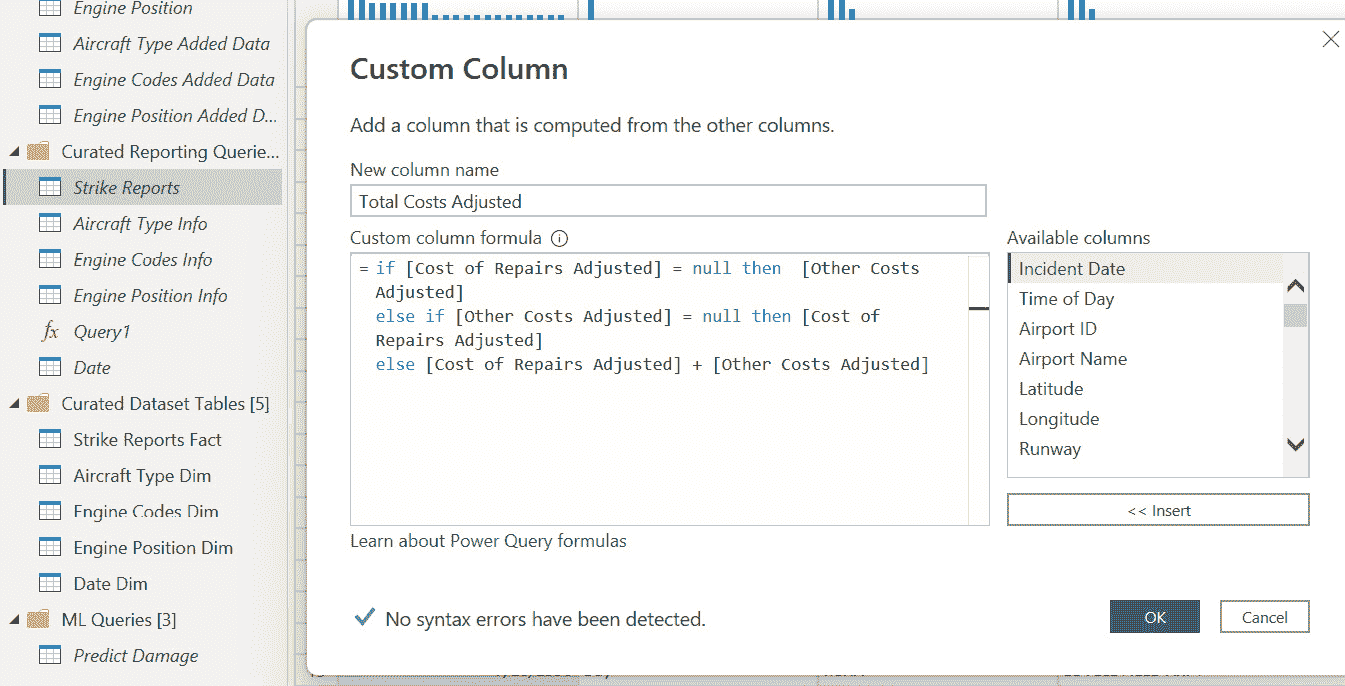 Engine Position
Aircraft Type Added Data
Engine Codes Added Data
Engine Position Added D...
Curated Reporting Querie...
Strike Reports
Aircraft Type Info
Engine Codes Info
Engine Position Info
fx Query1
Date
Curated Dataset Tables [5]
Strike Reports Fact
Aircraft Type Dim
Engine Codes Dim
Engine Position Dim
Date Dim
ML Queries [3]
Predict Damage
Custom Column
Add a column that is computed from the other columns.
New column name
Total Costs Adjusted
Custom column formula
= if [Cost of Repairs Adjusted] = null then  [Other Costs
Adjusted]
else if [Other Costs Adjusted] = null then [Cost of
Repairs Adjusted]
else [Cost of Repairs Adjusted] + [Other Costs Adjusted]
Available columns
Incident Date
Time of Day
Airport ID
Airport Name
Latitude
Longitude
Runway
<< Insert
Learn about Power Query formulas
No syntax errors have been detected.
OK
Cancel